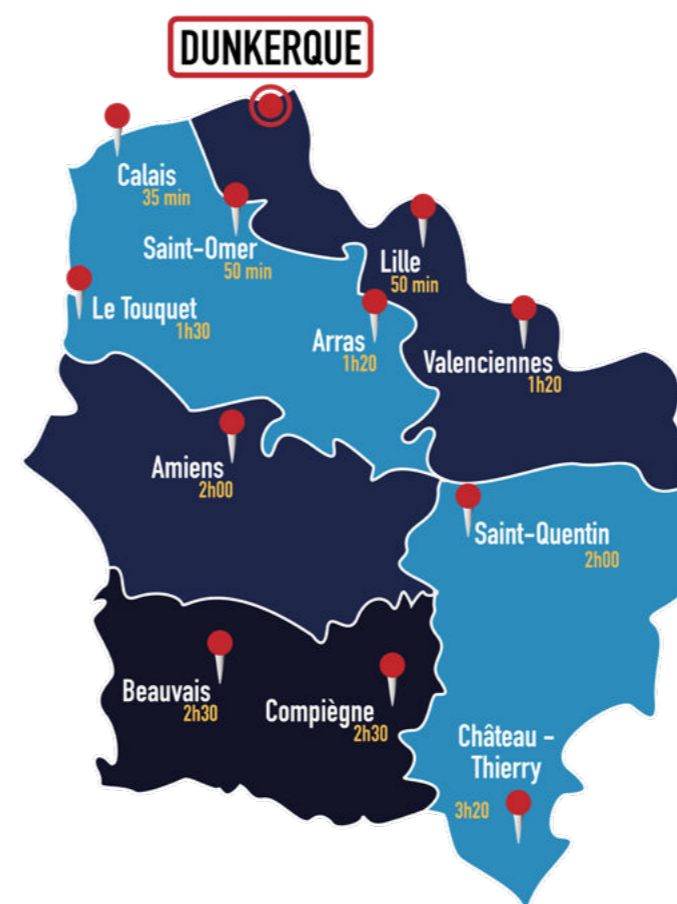 DUNKERQUE
Calais
35 min
Saint-Omer
50 min
Lille
50 min
Le Touquet
1h30
Arras
1h20
Valenciennes
1h20
Amiens
2h00
Saint-Quentin
2h00
Beauvais
2h30
Compiègne
2h30
Château -
Thierry
3h20